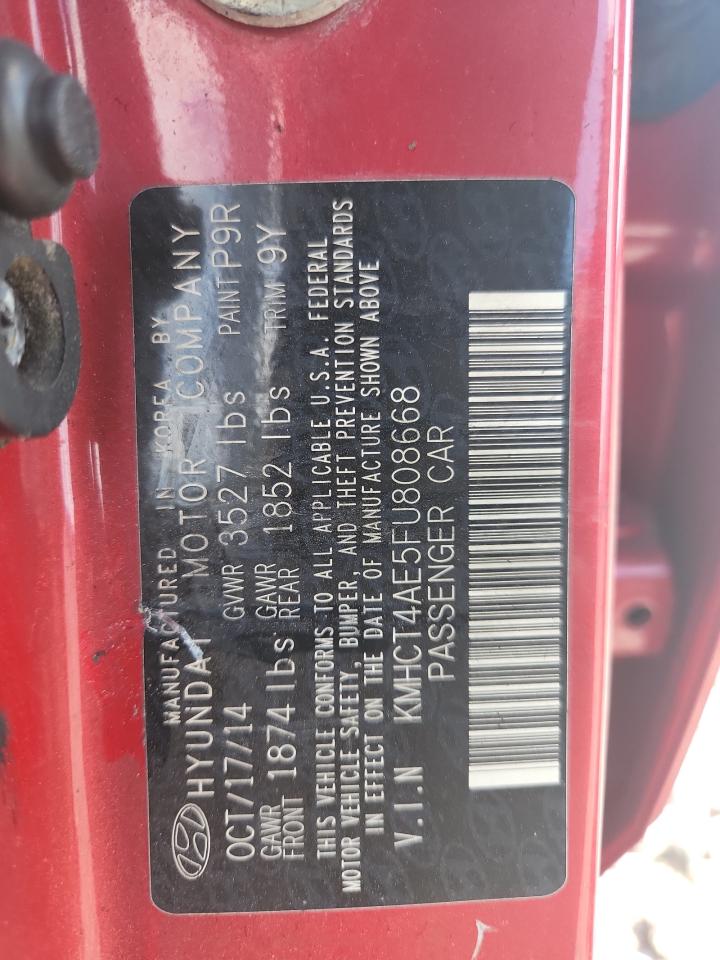 MANUFACTURED IN KOREA BY
HYUNDAI MOTOR COMPANY
OCT/17/14 GVWR 3527 lbs PAINT P9R
GAWR FRONT 1874 lbs GAWR REAR 1852 lbs TRIM 9Y
THIS VEHICLE CONFORMS TO ALL APPLICABLE U.S.A. FEDERAL
MOTOR VEHICLE SAFETY, BUMPER, AND THEFT PREVENTION STANDARDS
IN EFFECT ON THE DATE OF MANUFACTURE SHOWN ABOVE
V.I.N KMHCT4AE5FU808668
PASSENGER CAR